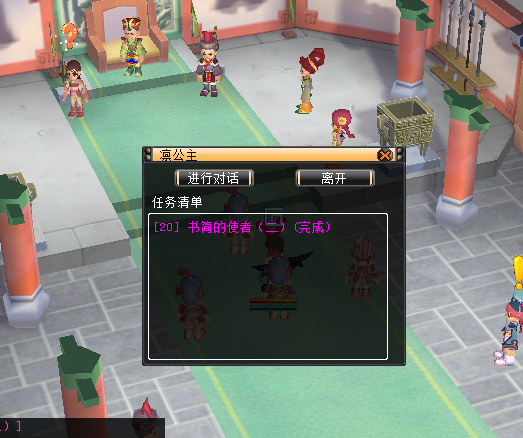 凛公主
进行对话 离开
任务清单
[20] 书简的使者（二）(完成)
)]